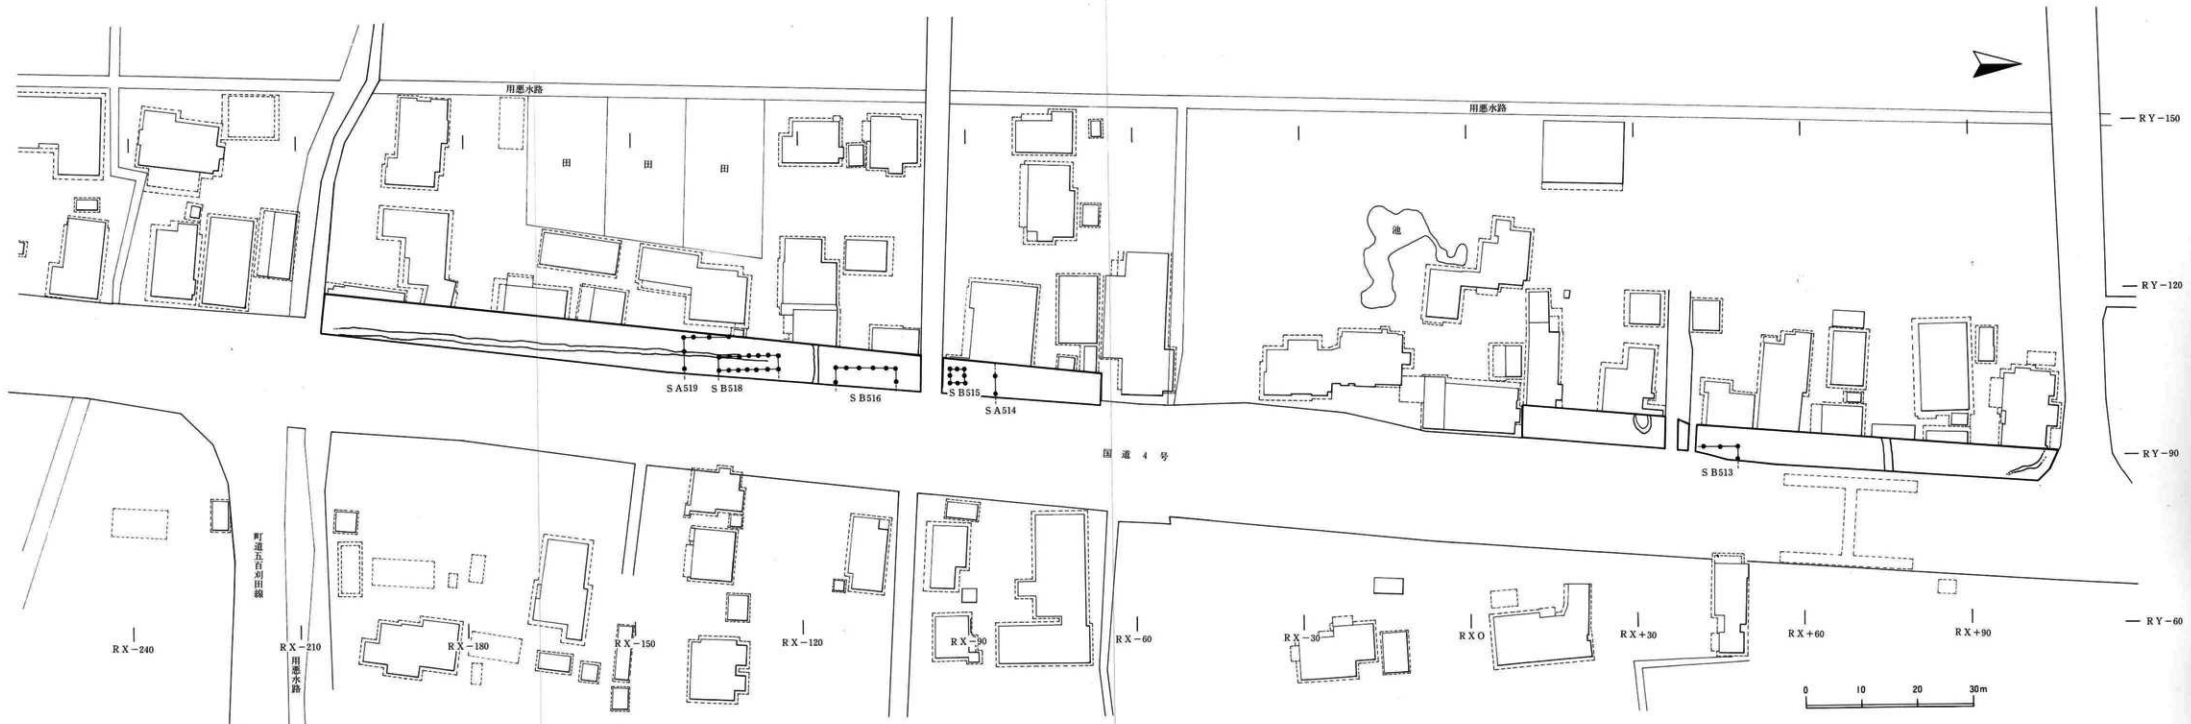 用悪水路
用悪水路
RY-150
田
田
田
池
RY-120
SA519
SB518
SB516
SB515
SA514
国道4号
SB513
RY-90
町道五百刈田線
用悪水路
RX-240
RX-210
RX-180
RX-150
RX-120
RX-90
RX-60
RX-30
RX0
RX+30
RX+60
RX+90
RY-60
0 10 20 30m